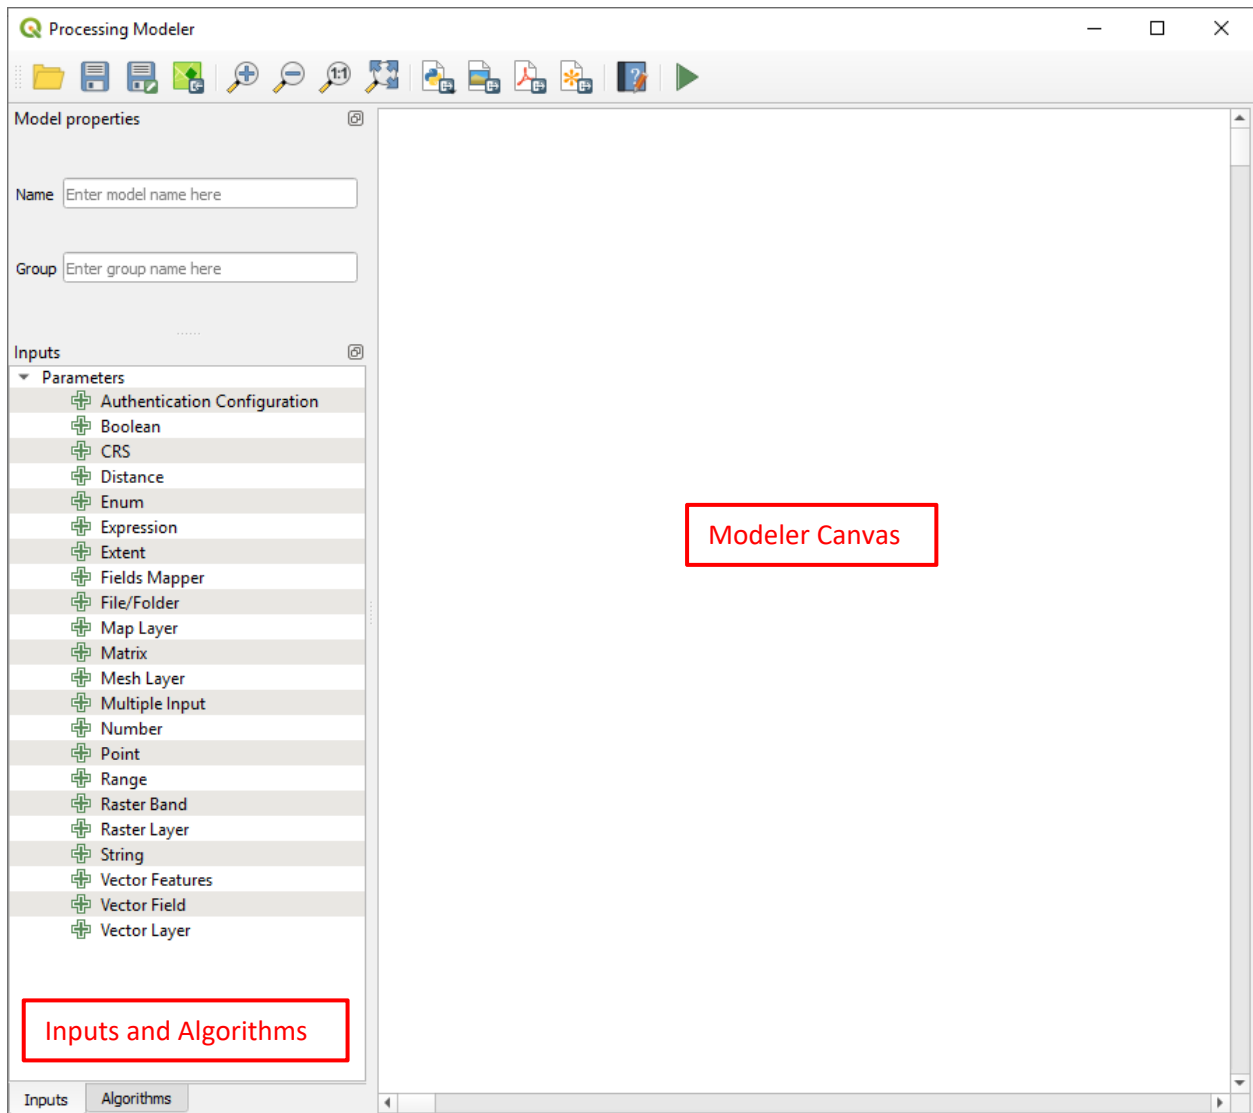 Processing Modeler
1:1
Model properties
Name Enter model name here
Group Enter group name here
Inputs
Parameters
Authentication Configuration
Boolean
CRS
Distance
Enum
Expression
Extent
Fields Mapper
File/Folder
Map Layer
Matrix
Mesh Layer
Multiple Input
Number
Point
Range
Raster Band
Raster Layer
String
Vector Features
Vector Field
Vector Layer
Modeler Canvas
Inputs and Algorithms
Inputs Algorithms